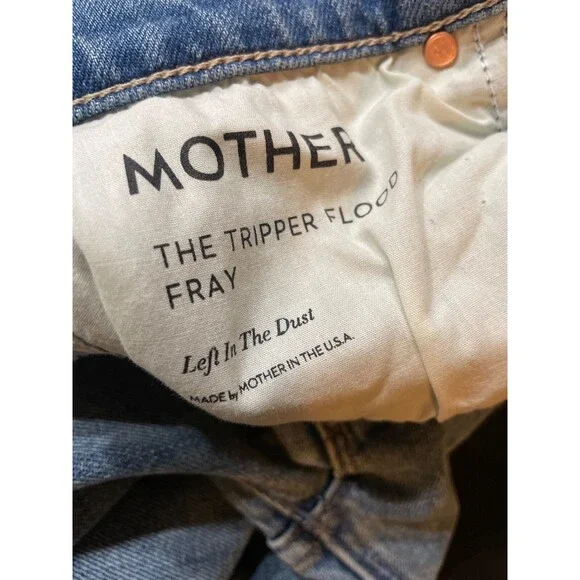 MOTHER
THE TRIPPER FLOOD
FRAY
Left In The Dust
MADE by MOTHER IN THE U.S.A.